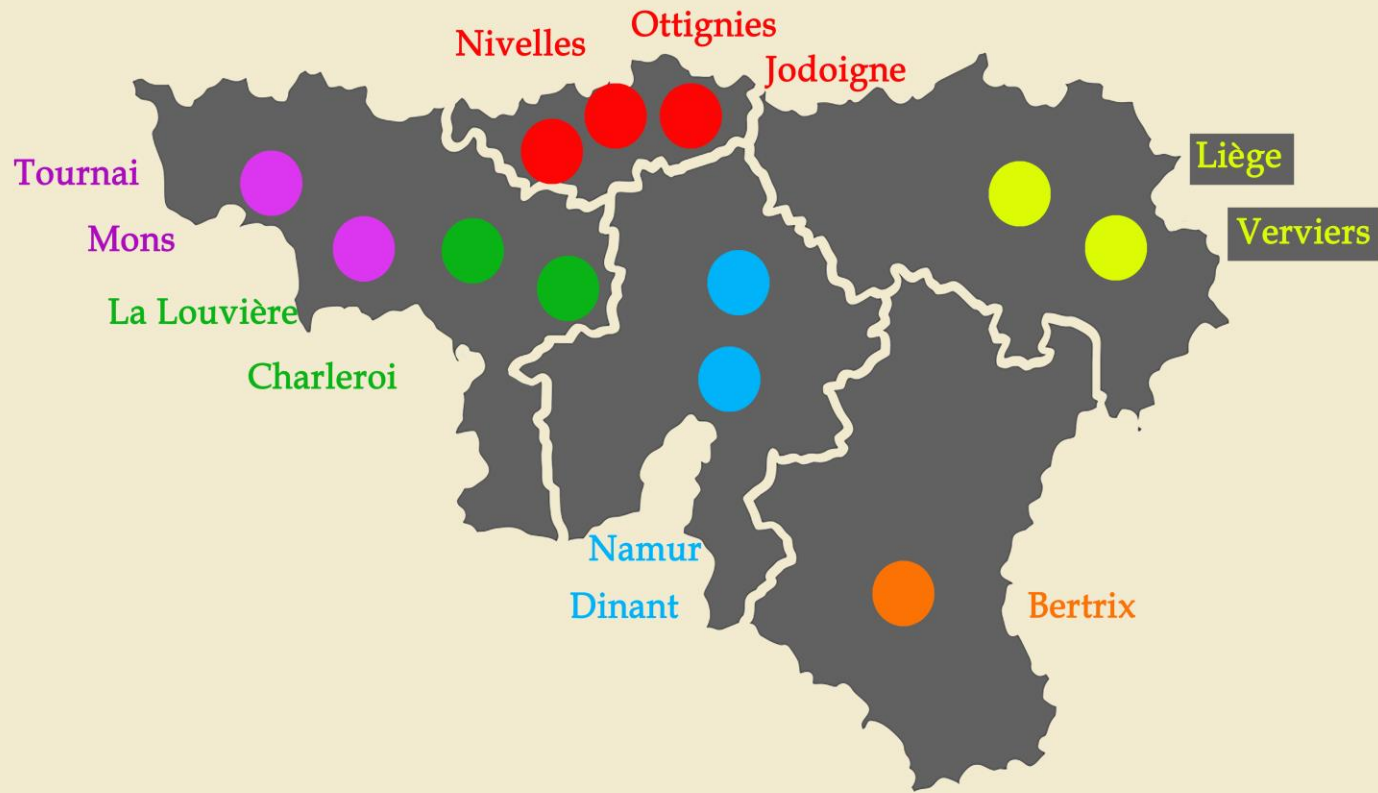 Ottignies
Nivelles
Jodoigne
Liège
Tournai
Verviers
Mons
La Louvière
Charleroi
Namur
Dinant
Bertrix